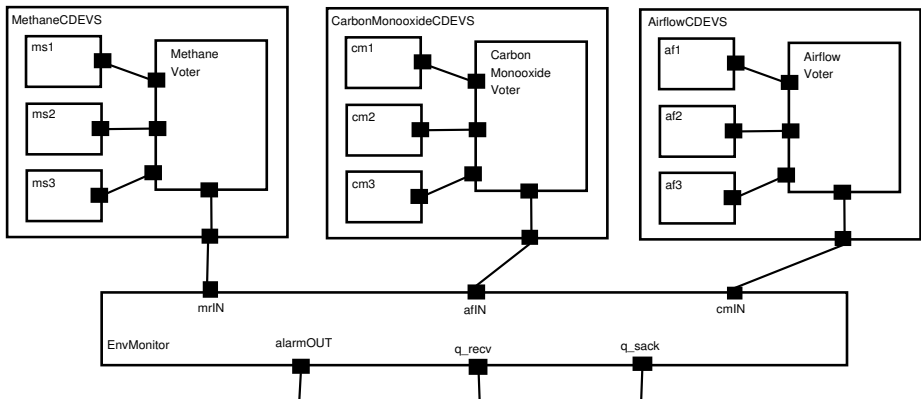 MethaneCDEVS
ms1
Methane
Voter
ms2
ms3
CarbonMonooxideCDEVS
cm1
Carbon
Monooxide
Voter
cm2
cm3
AirflowCDEVS
af1
Airflow
Voter
af2
af3
mrIN
afIN
cmIN
EnvMonitor
alarmOUT
q_recv
q_sack